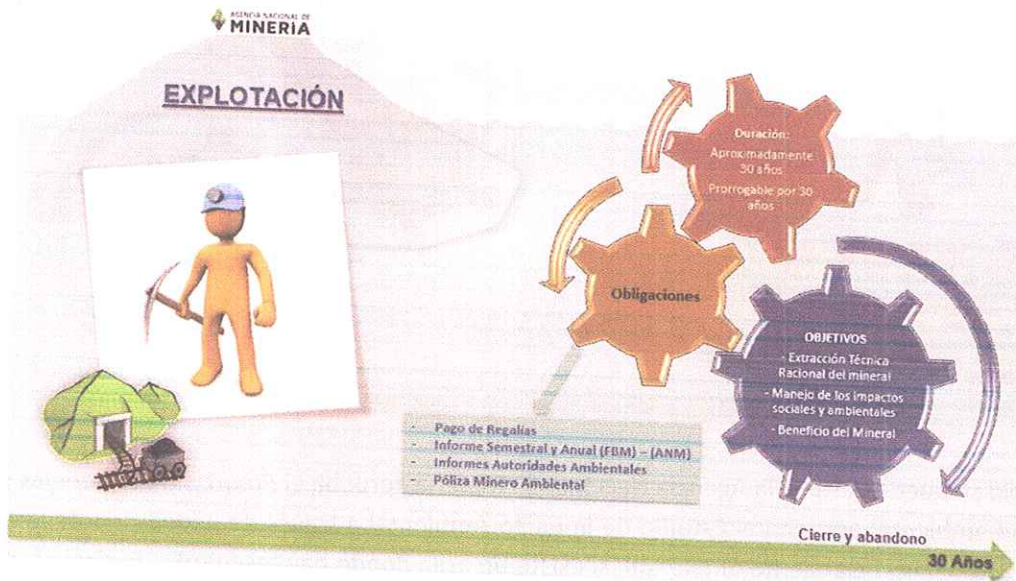 AGENCIA NACIONAL DE
MINERÍA
EXPLOTACIÓN
Duración:
Aproximadamente
30 años
Prorrogable por 30
años
Obligaciones
OBJETIVOS
- Extracción Técnica
Racional del mineral
- Manejo de los impactos
sociales y ambientales
- Beneficio del Mineral
- Pago de Regalías
- Informe Semestral y Anual (FBM) – (ANM)
- Informes Autoridades Ambientales
- Póliza Minero Ambiental
Cierre y abandono
30 Años